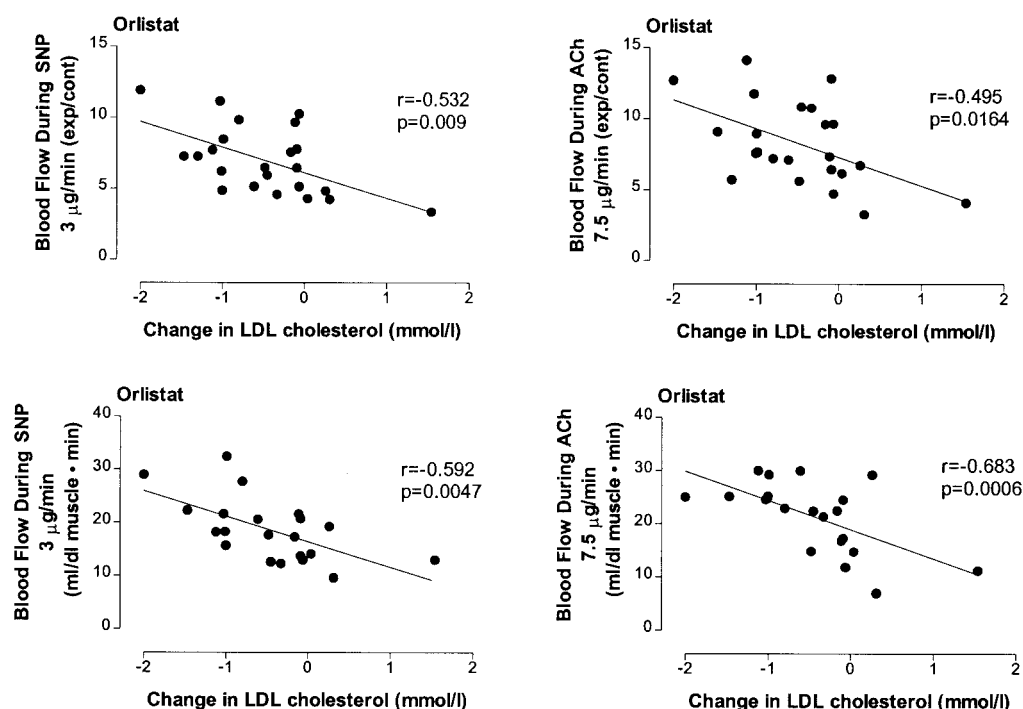 Orlistat
Blood Flow During SNP
3 µg/min (exp/cont)
15
10
5
0
r=-0.532
p=0.009
-2
-1
0
1
2
Change in LDL cholesterol (mmol/l)
Orlistat
Blood Flow During ACh
7.5 µg/min (exp/cont)
15
10
5
0
r=-0.495
p=0.0164
-2
-1
0
1
2
Change in LDL cholesterol (mmol/l)
Orlistat
Blood Flow During SNP
3 µg/min
(ml/dl muscle • min)
40
30
20
10
0
r=-0.592
p=0.0047
-2
-1
0
1
2
Change in LDL cholesterol (mmol/l)
Orlistat
Blood Flow During ACh
7.5 µg/min
(ml/dl muscle • min)
40
30
20
10
0
r=-0.683
p=0.0006
-2
-1
0
1
2
Change in LDL cholesterol (mmol/l)